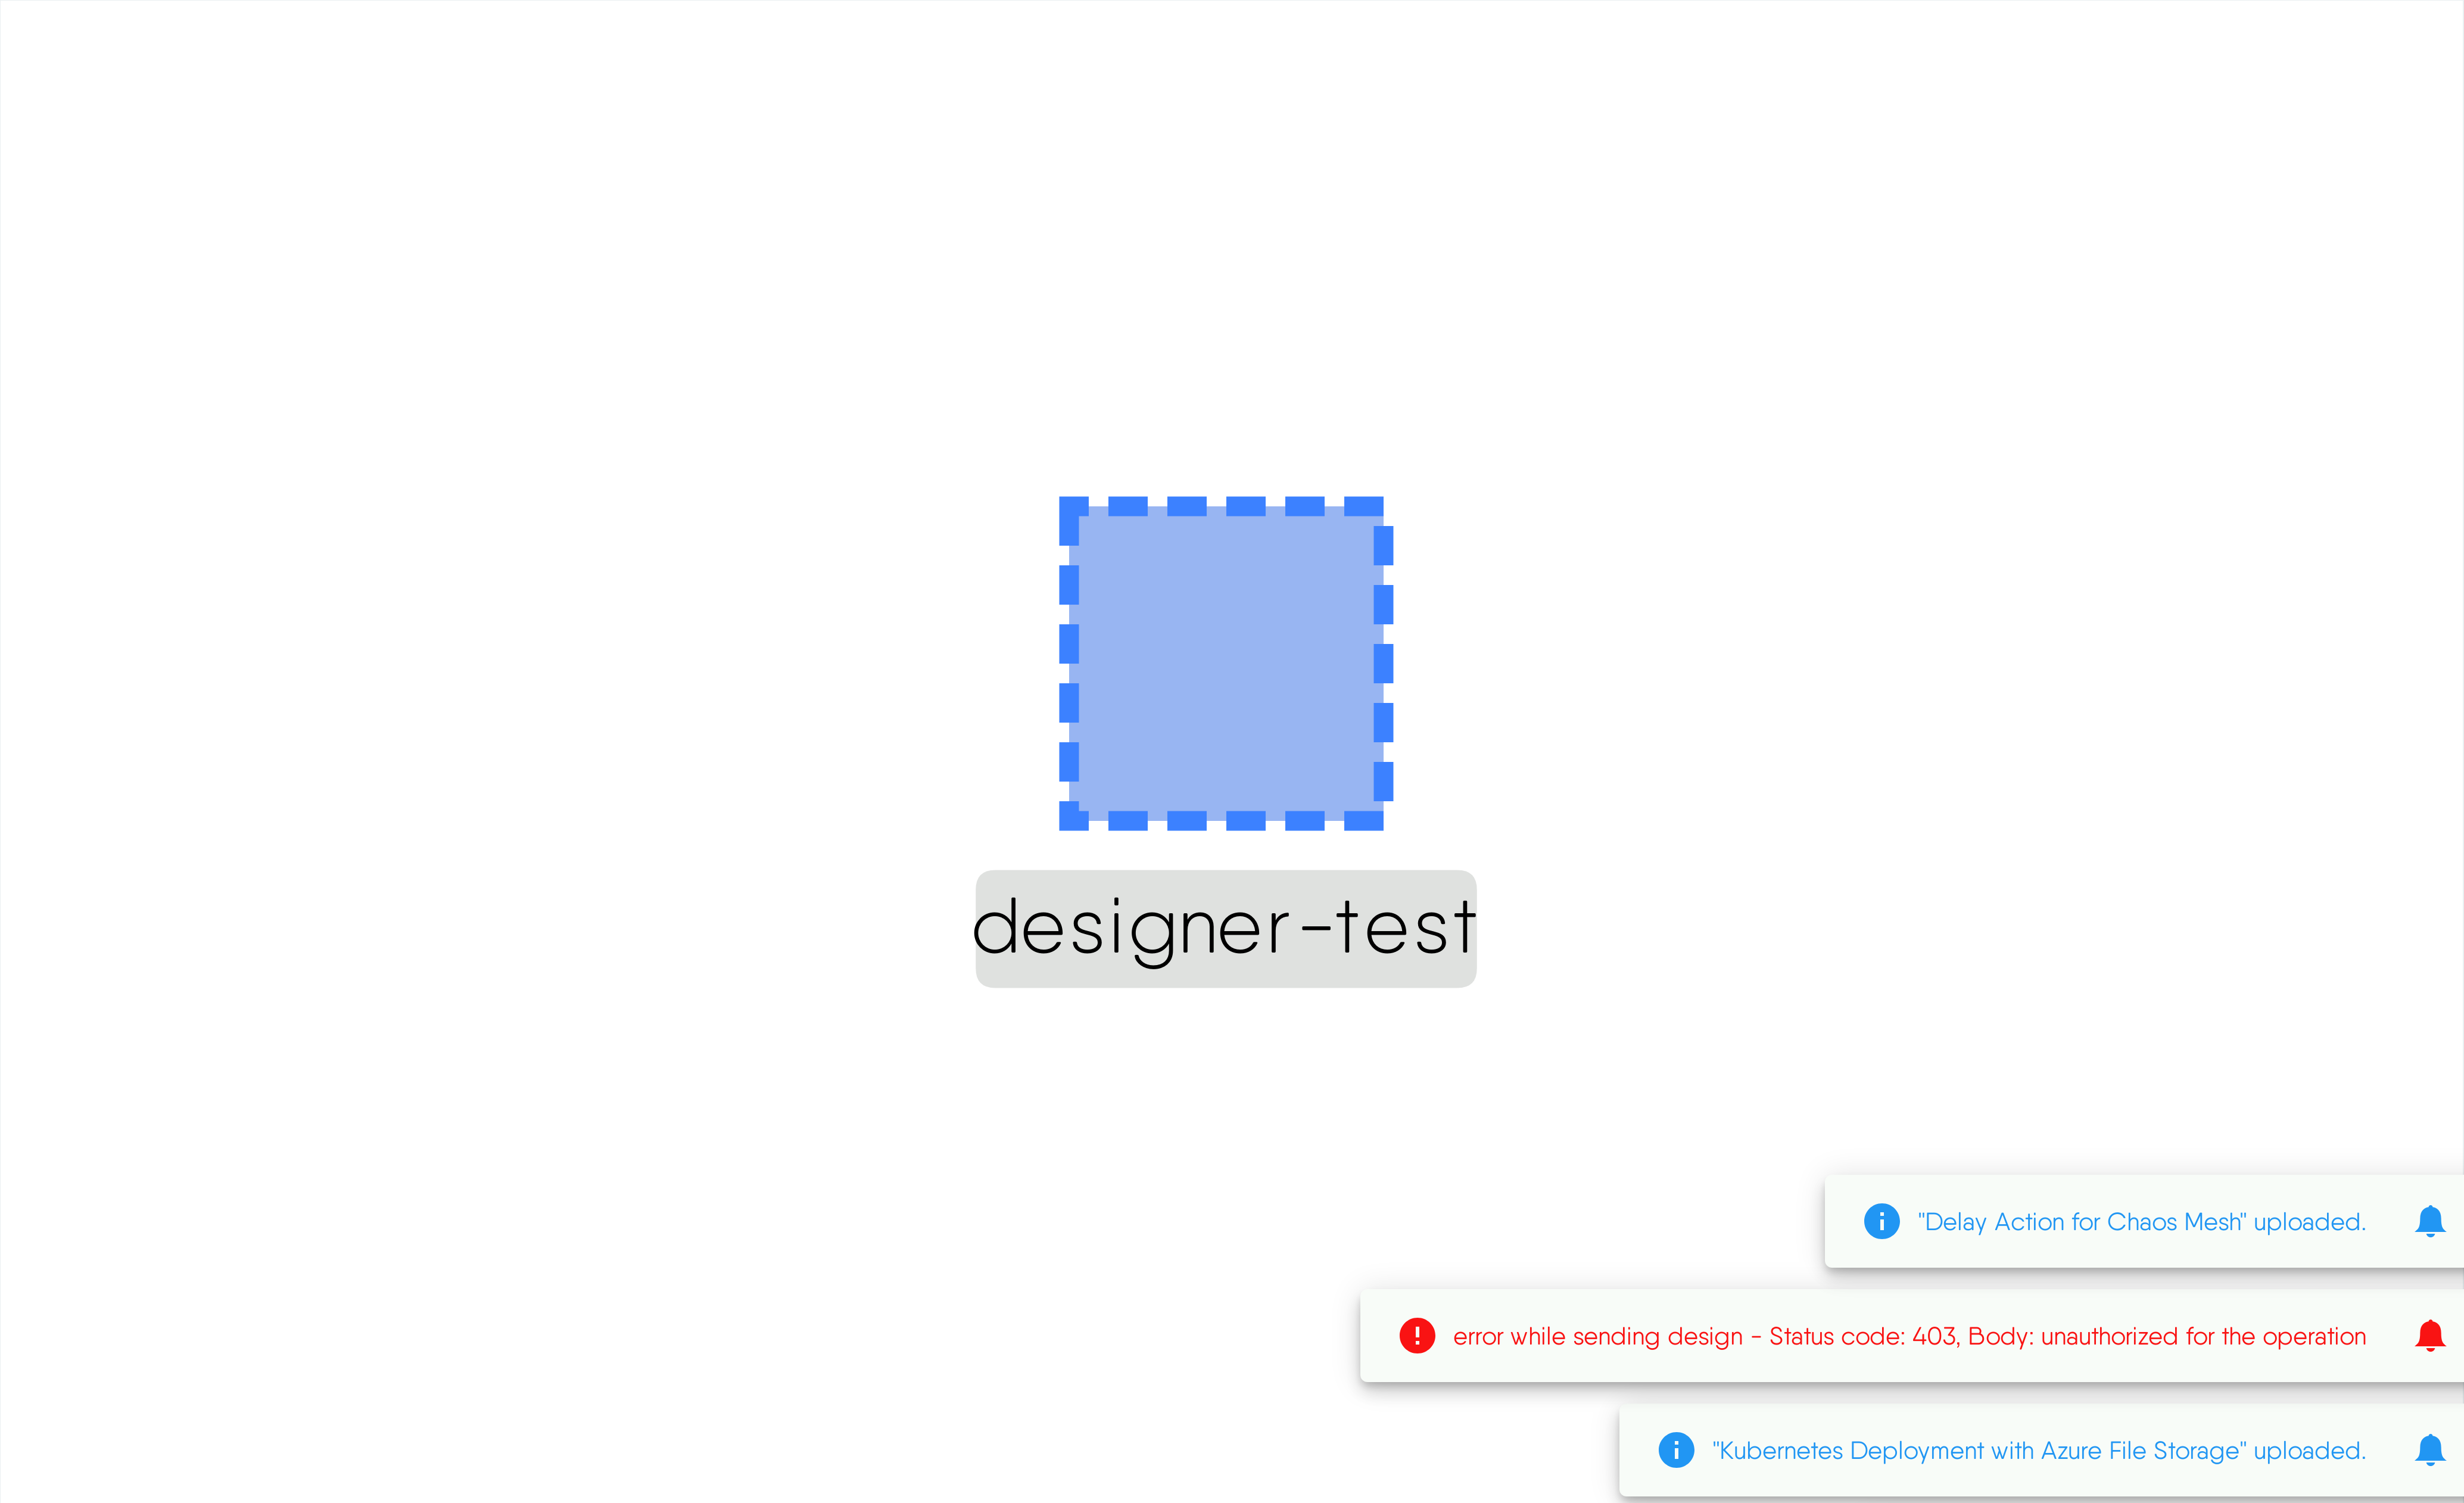 designer-test
"Delay Action for Chaos Mesh" uploaded.
error while sending design - Status code: 403, Body: unauthorized for the operation
"Kubernetes Deployment with Azure File Storage" uploaded.